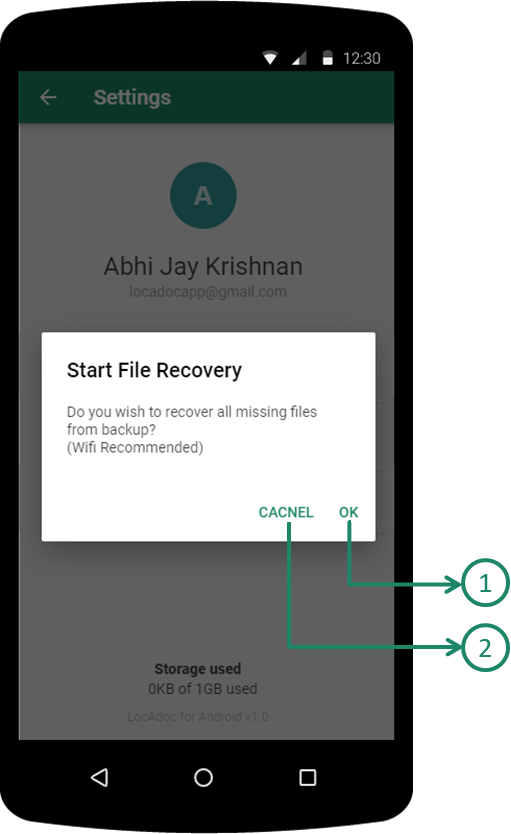 12:30
Settings
A
Abhi Jay Krishnan
locadocapp@gmail.com
Start File Recovery
Do you wish to recover all missing files
from backup?
(Wifi Recommended)
CACNEL OK
1
2
Storage used
0KB of 1GB used
LocAdoc for Android v1.0